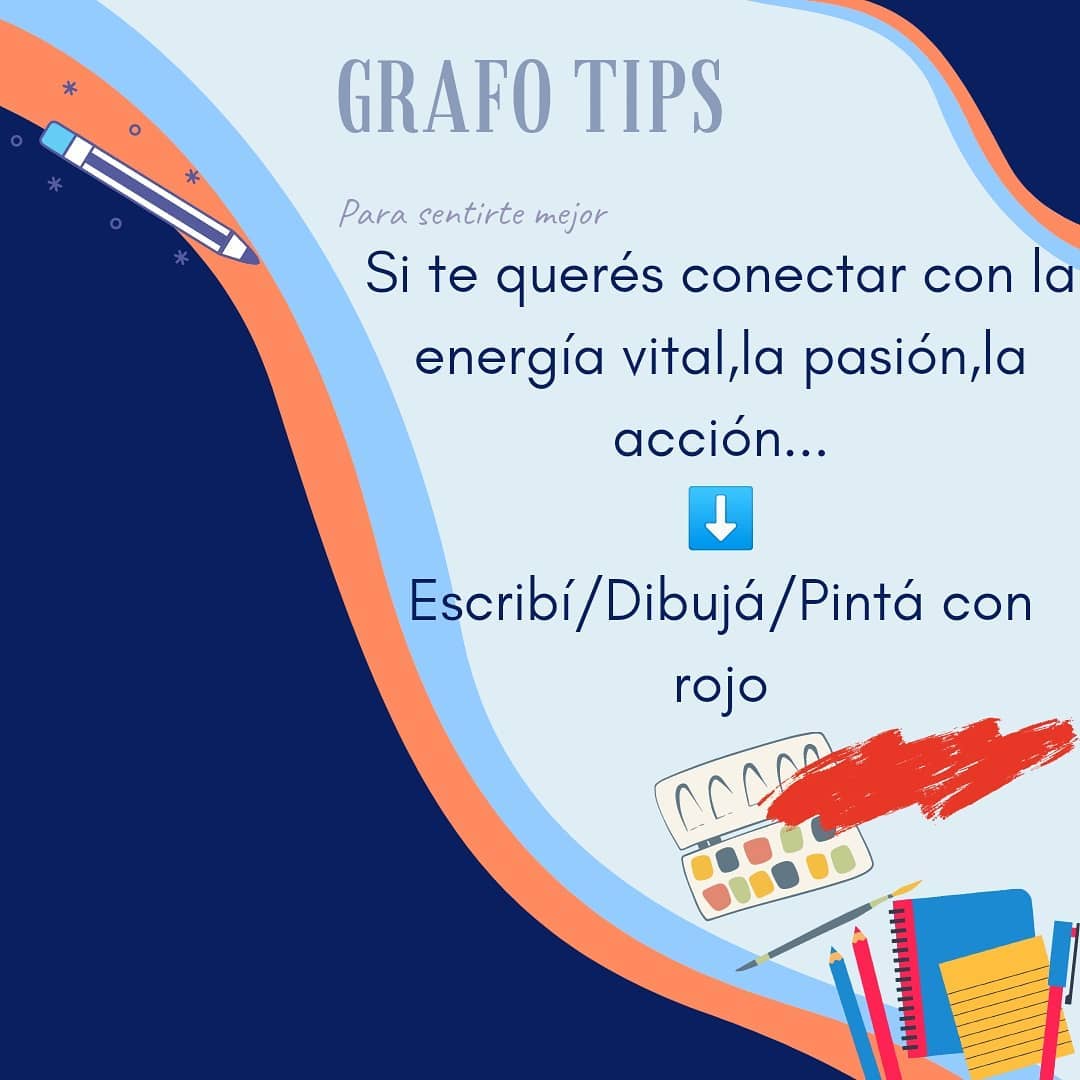 GRAFO TIPS
Para sentirte mejor
Si te querés conectar con la
energía vital,la pasión,la
acción...
⬇️
Escribí/Dibujá/Pintá con
rojo